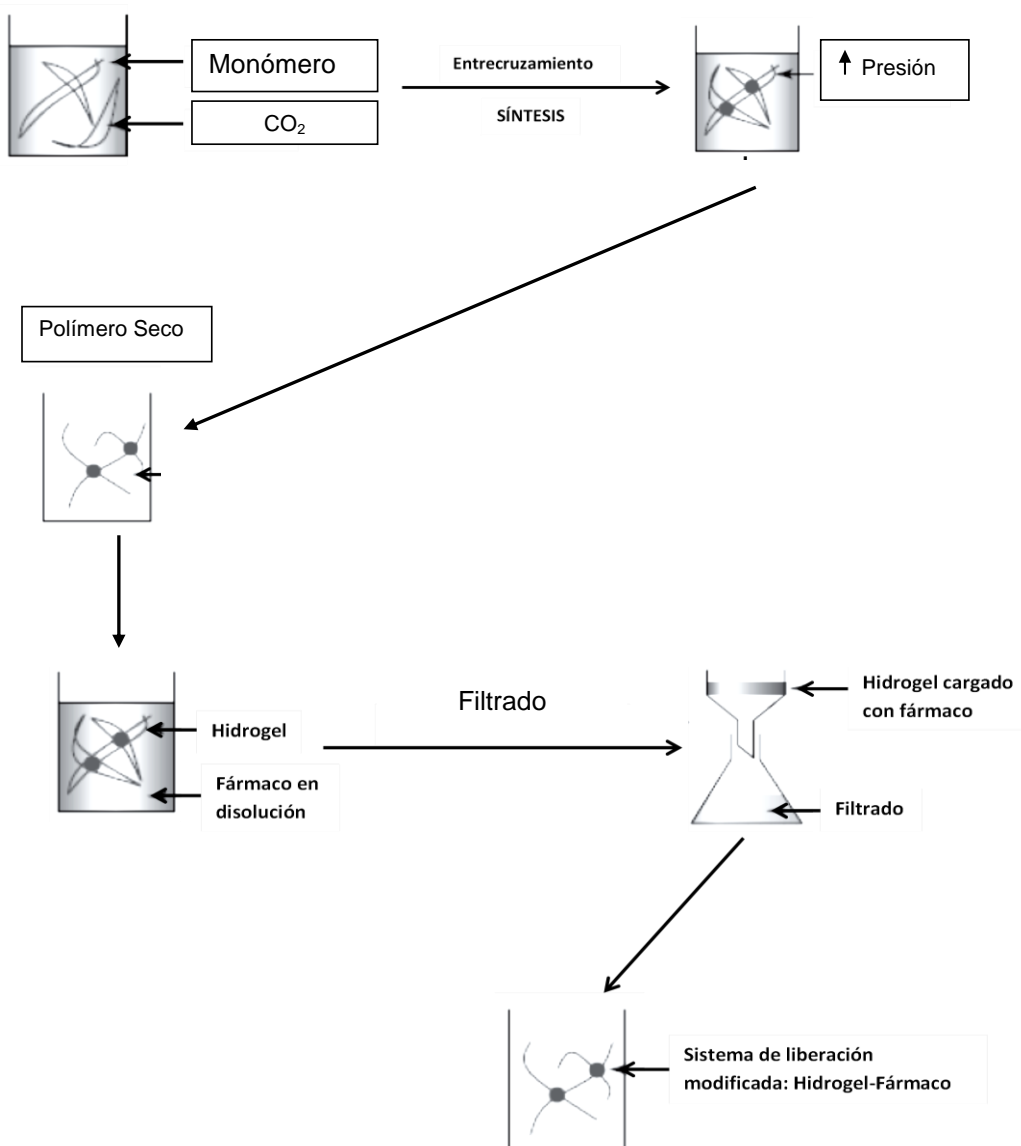 Monómero
CO₂
Entrecruzamiento
SÍNTESIS
↑ Presión
Polímero Seco
Hidrogel
Fármaco en
disolución
Filtrado
Hidrogel cargado
con fármaco
Filtrado
Sistema de liberación
modificada: Hidrogel-Fármaco